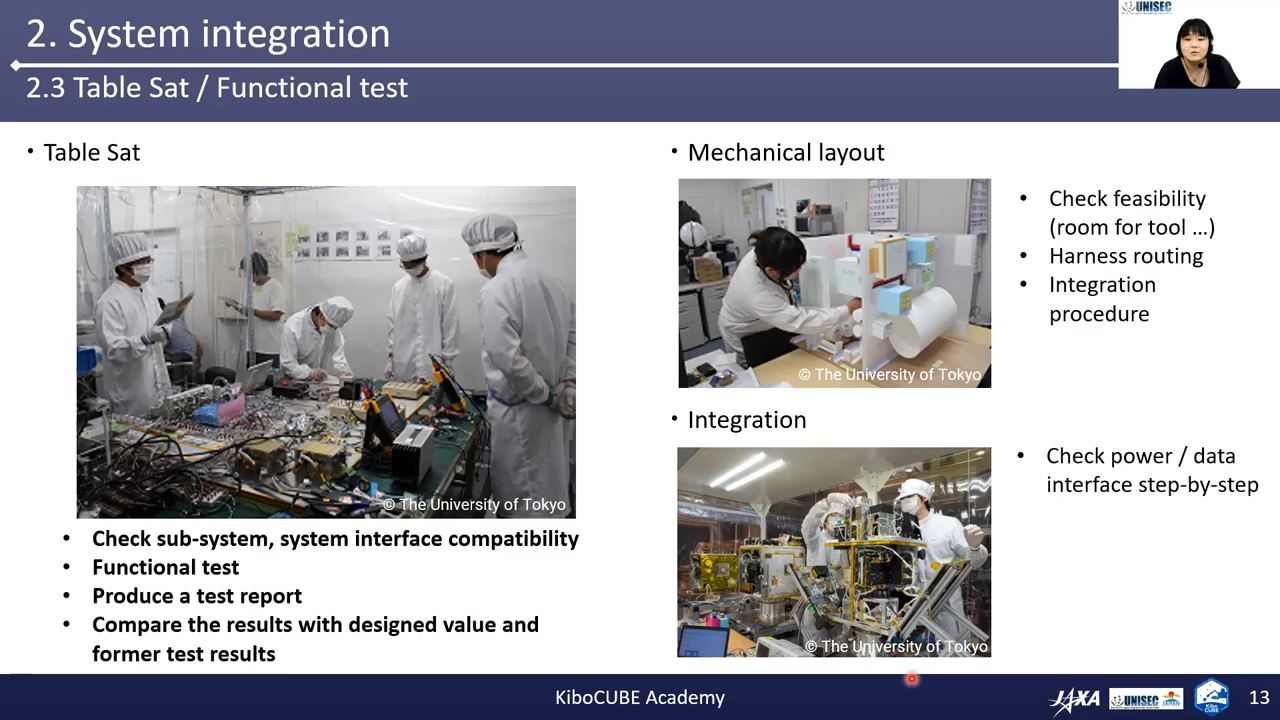 2. System integration
2.3 Table Sat / Functional test
UNISEC
• Table Sat
© The University of Tokyo
• Check sub-system, system interface compatibility
• Functional test
• Produce a test report
• Compare the results with designed value and
former test results
• Mechanical layout
© The University of Tokyo
• Check feasibility
(room for tool …)
• Harness routing
• Integration
procedure
• Integration
© The University of Tokyo
• Check power / data
interface step-by-step
KiboCUBE Academy
JAXA
UNISEC
JAPAN
Kibo
CUBE
13